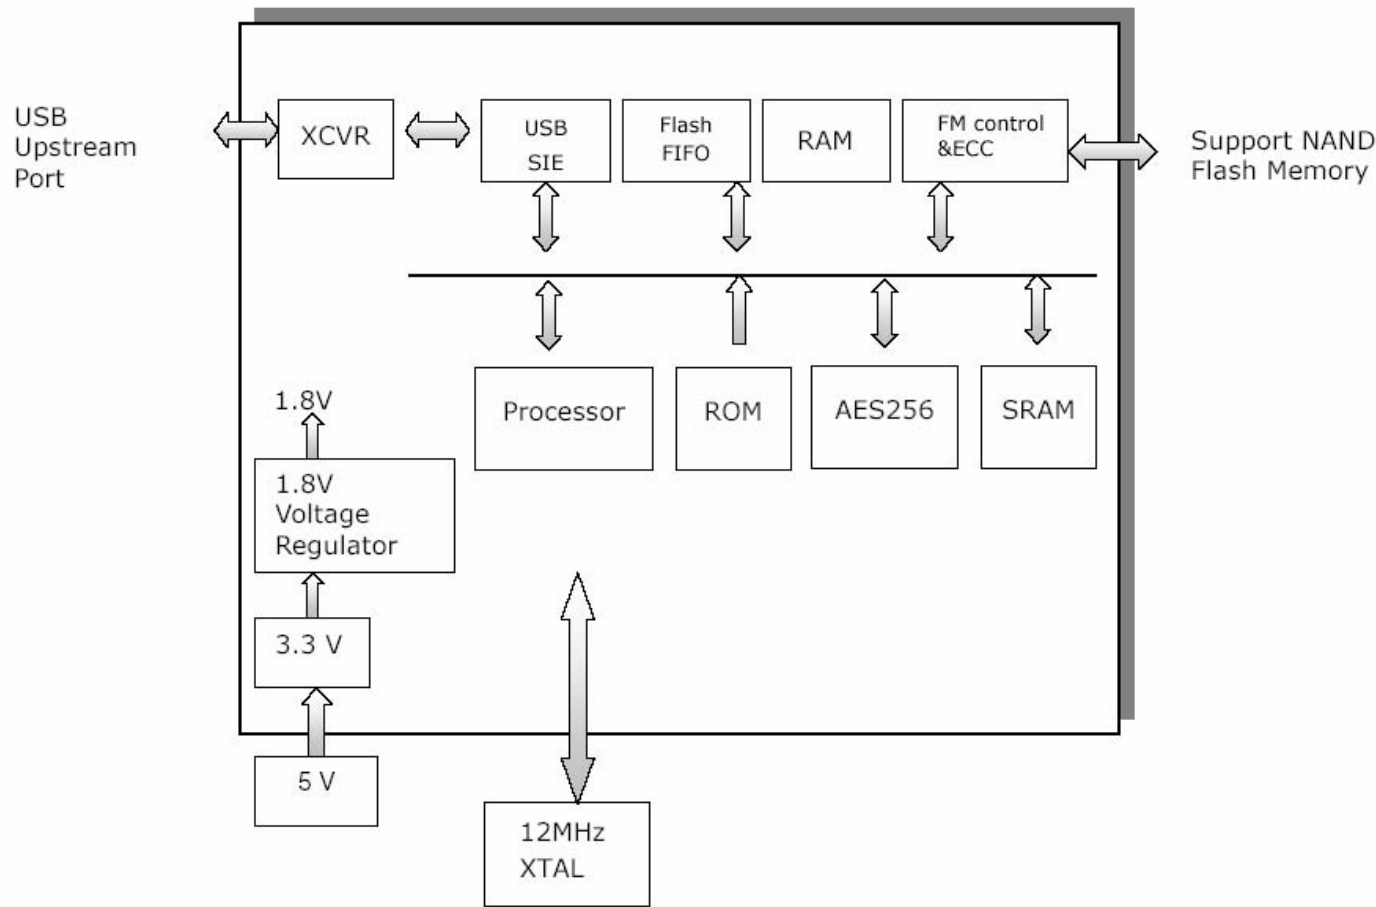 USB
Upstream
Port
XCVR
USB
SIE
Flash
FIFO
RAM
FM control
&ECC
Support NAND
Flash Memory
Processor
ROM
AES256
SRAM
1.8V
1.8V
Voltage
Regulator
3.3 V
5 V
12MHz
XTAL